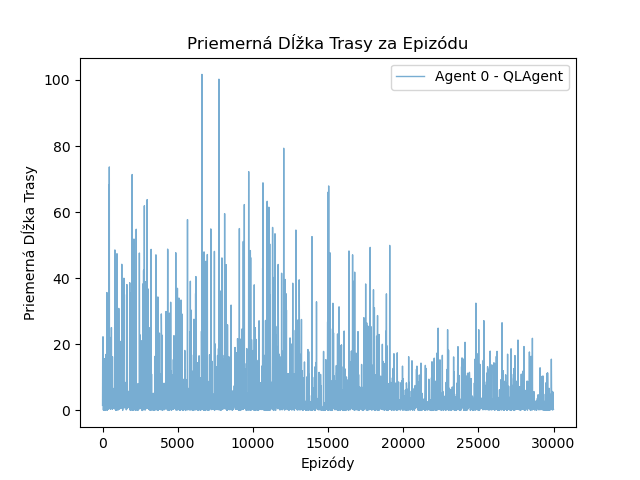 Priemerná Dĺžka Trasy za Epizódu
Agent 0 - QLAgent
Priemerná Dĺžka Trasy
100
80
60
40
20
0
0 5000 10000 15000 20000 25000 30000
Epizódy